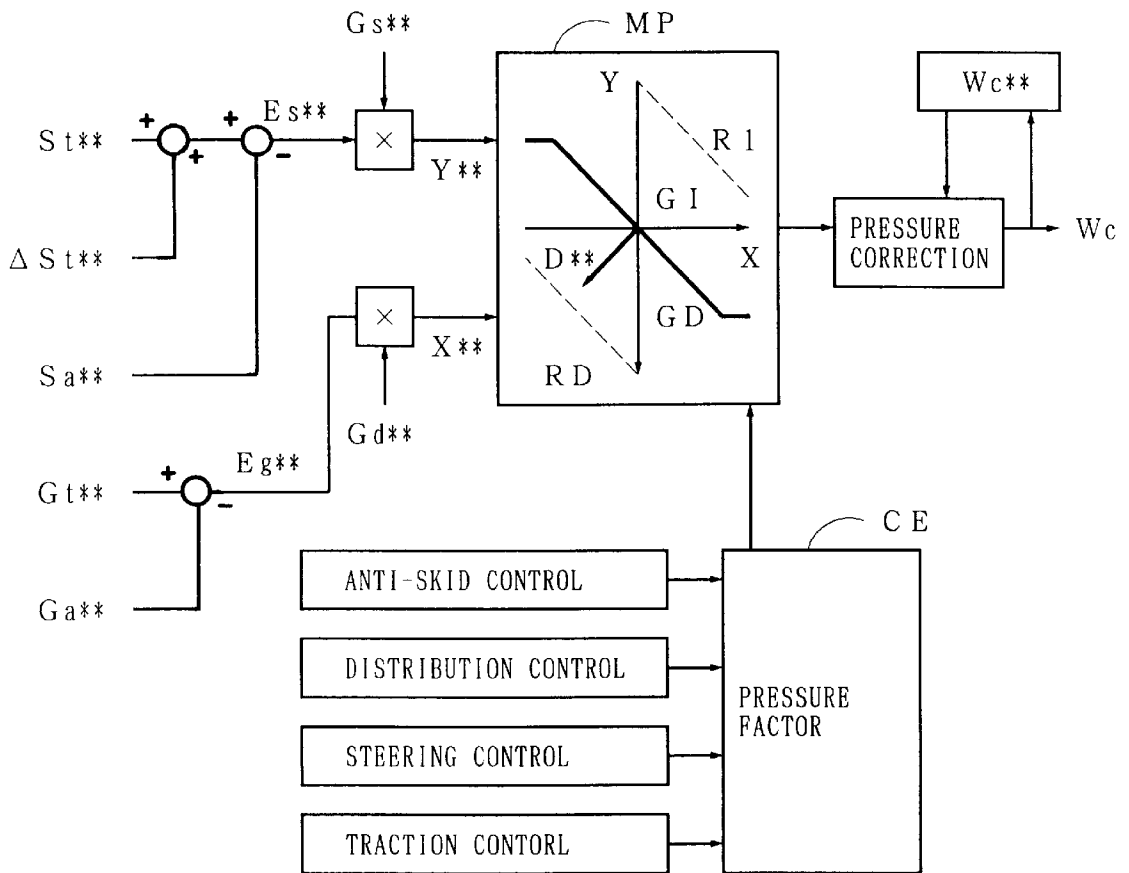 Gs**
MP
St**
+
+
+
-
Es**
×
Y**
ΔSt**
Sa**
×
X**
Gd**
Gt**
+
-
Eg**
Ga**
Y
R1
GI
X
D**
GD
RD
Wc**
PRESSURE
CORRECTION
Wc
CE
ANTI-SKID CONTROL
DISTRIBUTION CONTROL
STEERING CONTROL
TRACTION CONTORL
PRESSURE
FACTOR